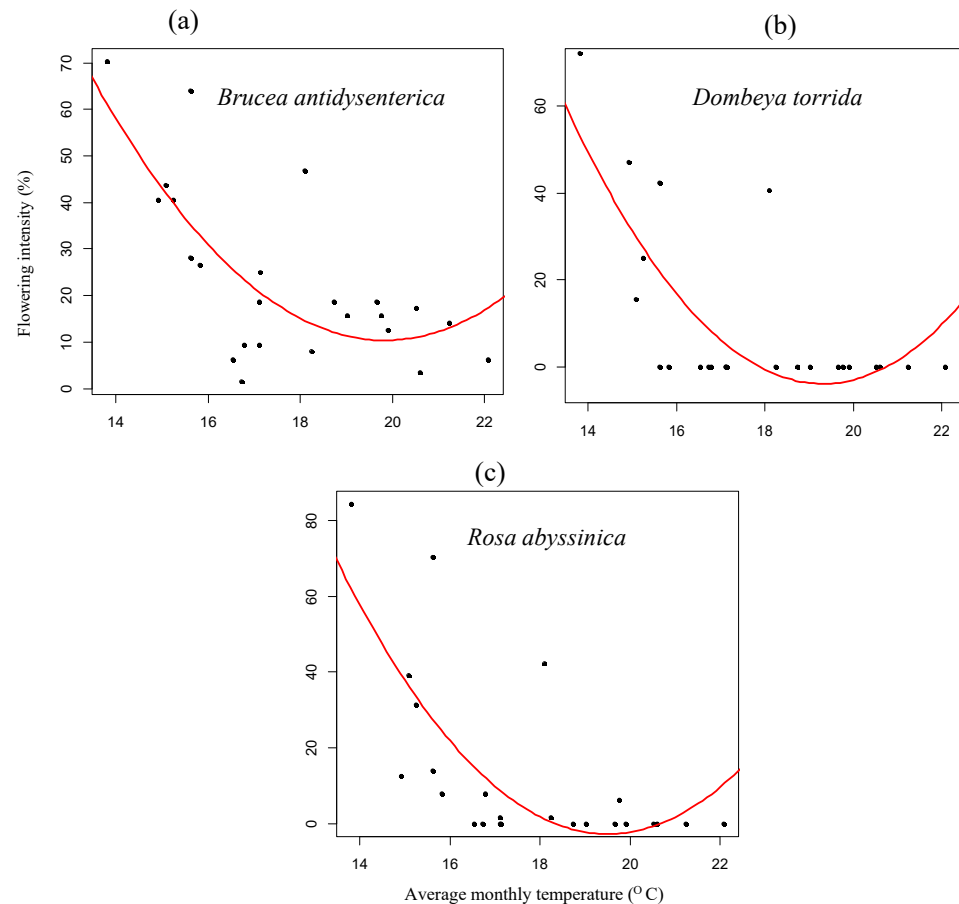 (a)
Brucea antidysenterica
Flowering intensity (%)
70
60
50
40
30
20
10
0
14 16 18 20 22
(b)
Dombeya torrida
60
40
20
0
14 16 18 20 22
(c)
Rosa abyssinica
80
60
40
20
0
14 16 18 20 22
Average monthly temperature (⁰ C)